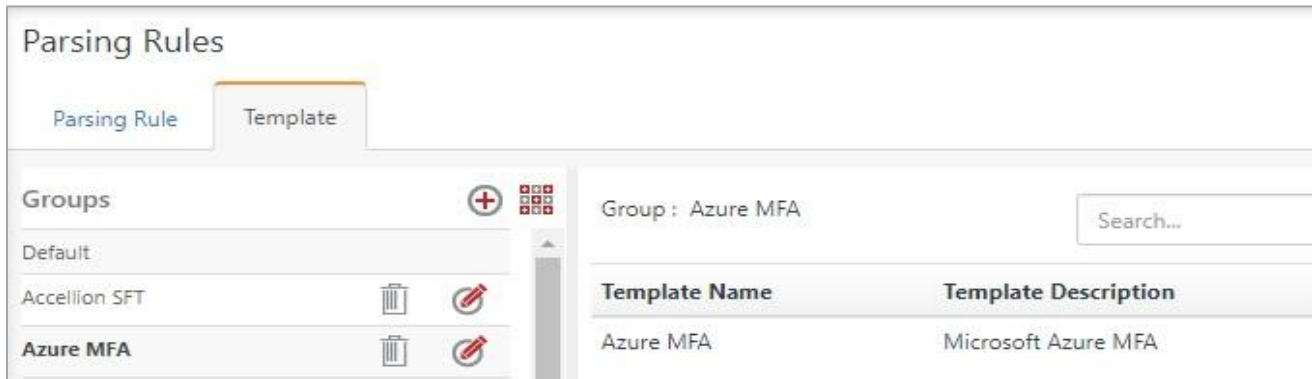 Parsing Rules
Parsing Rule
Template
Groups
Default
Accellion SFT
Azure MFA
Group : Azure MFA
Search...
Template Name Template Description
Azure MFA Microsoft Azure MFA